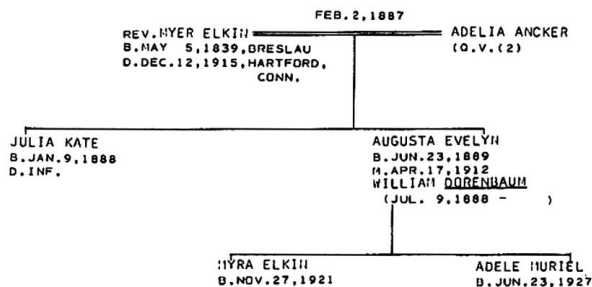 FEB.2,1887
REV.MYER ELKIN
B.MAY 5,1839,BRESLAU
D.DEC.12,1915,HARTFORD,
CONN.
ADELIA ANCKER
(Q.V.(2)
JULIA KATE
B.JAN.9,1888
D.INF.
AUGUSTA EVELYN
B.JUN.23,1889
M.APR.17,1912
WILLIAM DORENBAUM
(JUL. 9,1888 - )
MYRA ELKIN
B.NOV.27,1921
ADELE MURIEL
B.JUN.23,1927